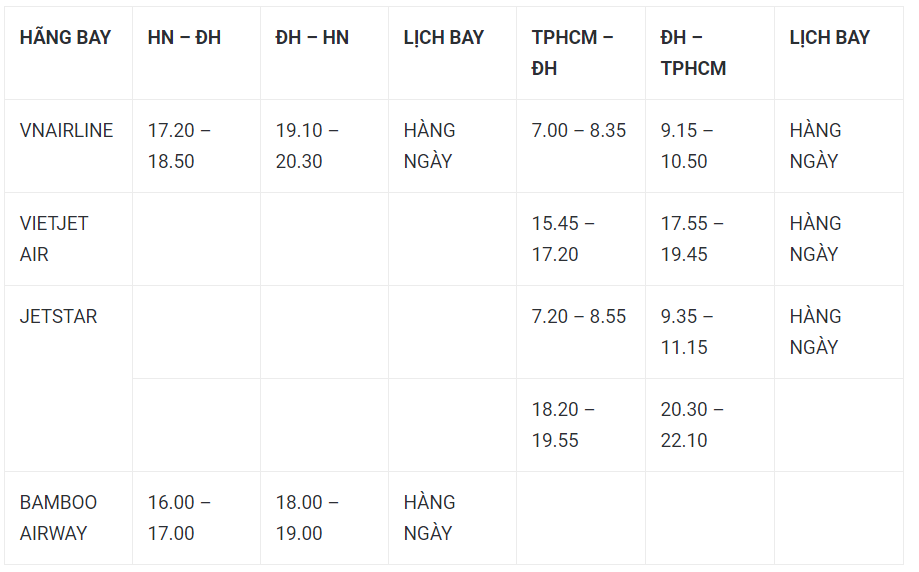 HÃNG BAY HN – ĐH ĐH – HN LỊCH BAY TPHCM – ĐH ĐH – TPHCM LỊCH BAY
VNAIRLINE 17.20 – 18.50 19.10 – 20.30 HÀNG NGÀY 7.00 – 8.35 9.15 – 10.50 HÀNG NGÀY
VIETJET AIR 15.45 – 17.20 17.55 – 19.45 HÀNG NGÀY
JETSTAR 7.20 – 8.55 9.35 – 11.15 HÀNG NGÀY
18.20 – 19.55 20.30 – 22.10
BAMBOO AIRWAY 16.00 – 17.00 18.00 – 19.00 HÀNG NGÀY